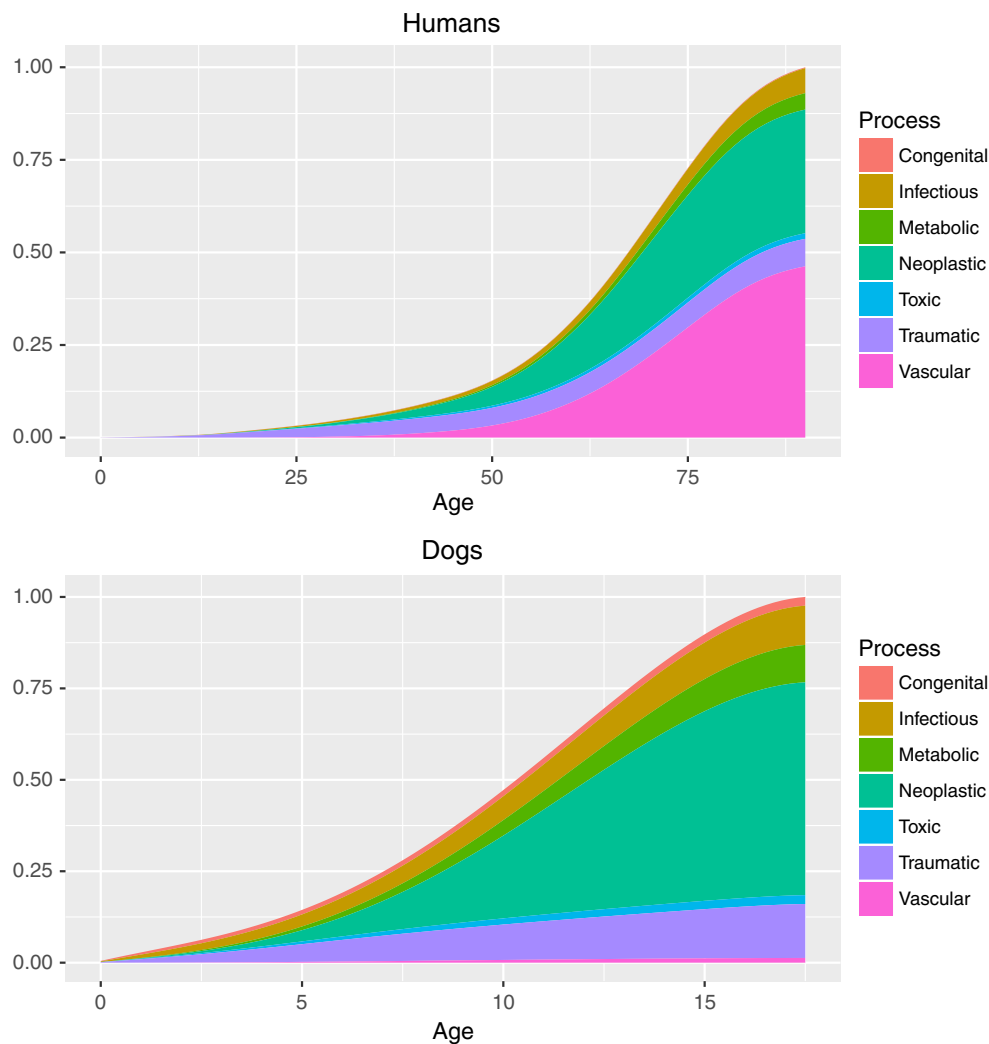 Humans
1.00
0.75
0.50
0.25
0.00
0 25 50 75
Age
Process
Congenital
Infectious
Metabolic
Neoplastic
Toxic
Traumatic
Vascular
Dogs
1.00
0.75
0.50
0.25
0.00
0 5 10 15
Age
Process
Congenital
Infectious
Metabolic
Neoplastic
Toxic
Traumatic
Vascular